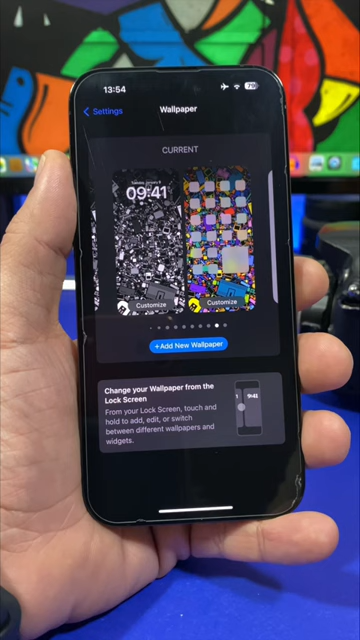 13:54
79
Settings
Wallpaper
CURRENT
09:41
Customize
Customize
+Add New Wallpaper
Change your Wallpaper from the
Lock Screen
From your Lock Screen, touch and
hold to add, edit, or switch
between different wallpapers and
widgets.
9:41